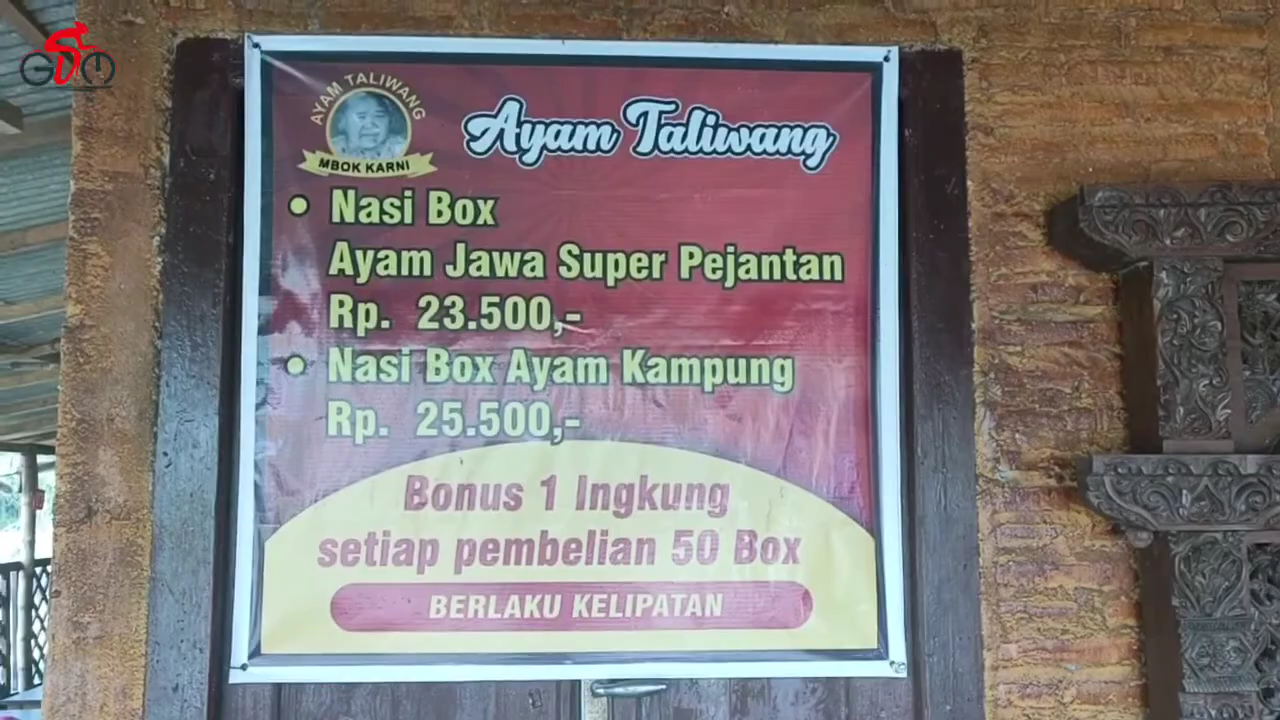 GDM
AYAM TALIWANG
MBOK KARNI
Ayam Taliwang
• Nasi Box
Ayam Jawa Super Pejantan
Rp. 23.500,-
• Nasi Box Ayam Kampung
Rp. 25.500,-
Bonus 1 Ingkung
setiap pembelian 50 Box
BERLAKU KELIPATAN